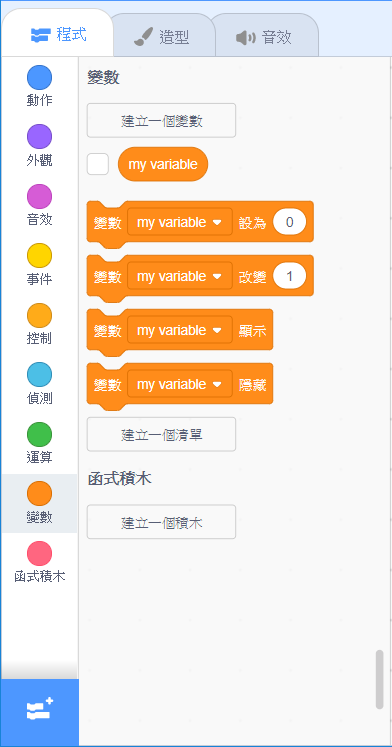 程式
造型
音效
動作
外觀
音效
事件
控制
偵測
運算
變數
函式積木
變數
建立一個變數
my variable
變數 my variable 設為 0
變數 my variable 改變 1
變數 my variable 顯示
變數 my variable 隱藏
建立一個清單
函式積木
建立一個積木